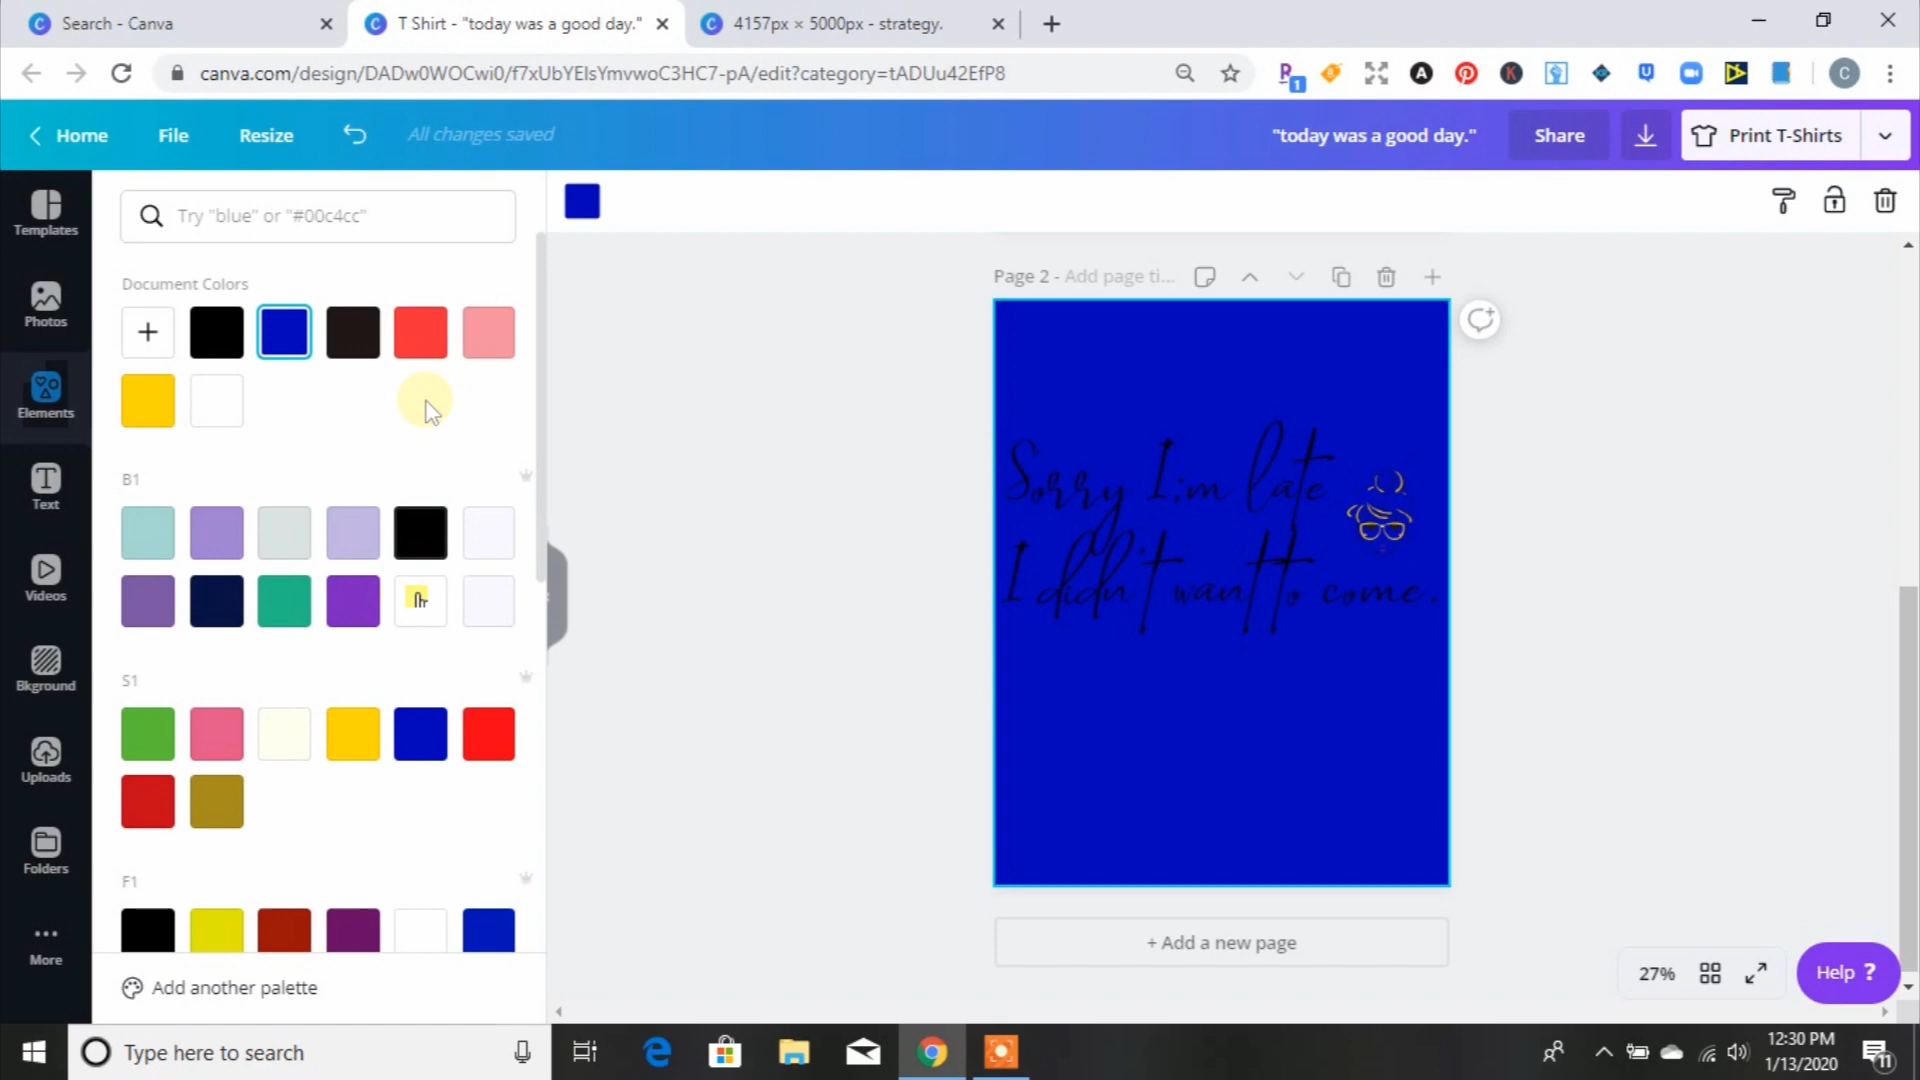 Search - Canva
T Shirt - "today was a good day."
4157px × 5000px - strategy.
canva.com/design/DADw0WOCwi0/f7xUbYEIsYmvwoC3HC7-pA/edit?category=tADUu42EfP8
1
C
Home
File
Resize
All changes saved
"today was a good day."
Share
Print T-Shirts
Templates
Photos
Elements
Text
Videos
Bkground
Uploads
Folders
More
Try "blue" or "#00c4cc"
Document Colors
B1
S1
F1
Add another palette
Page 2 - Add page ti...
Sorry I;m late
I didn't want to come.
+ Add a new page
27%
Help ?
Type here to search
12:30 PM
1/13/2020
11